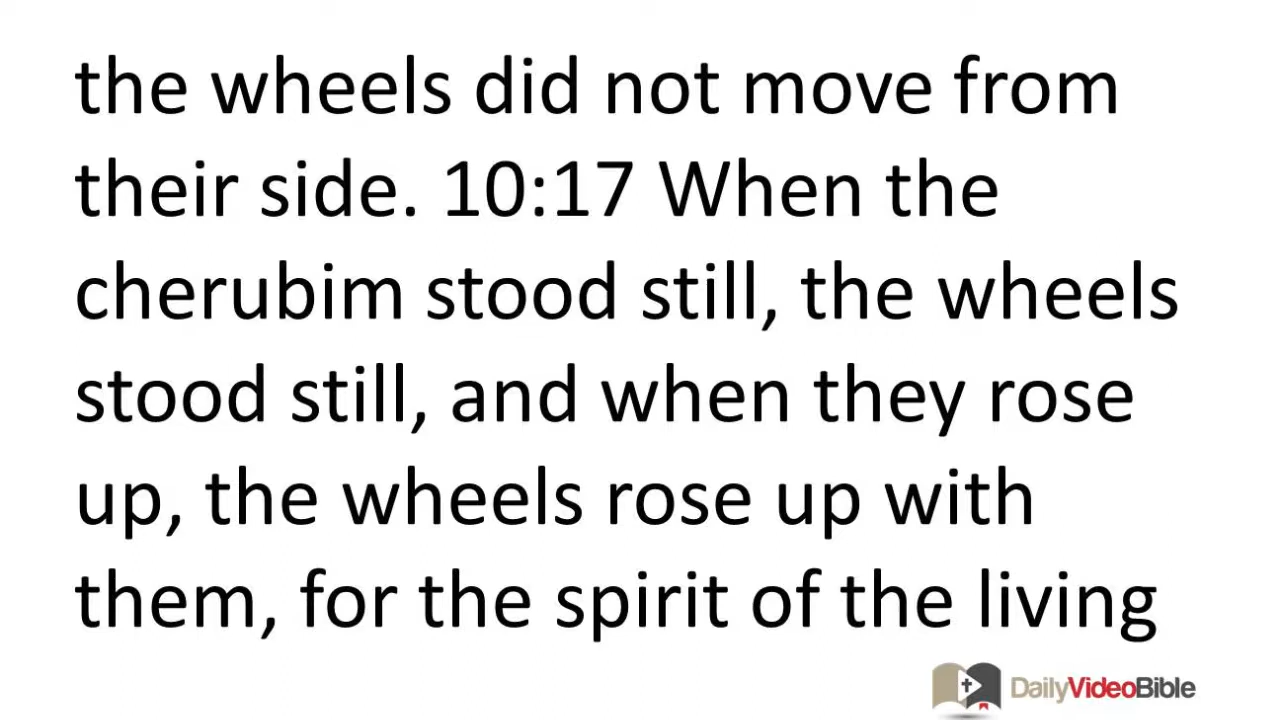 the wheels did not move from
their side. 10:17 When the
cherubim stood still, the wheels
stood still, and when they rose
up, the wheels rose up with
them, for the spirit of the living
DailyVideoBible